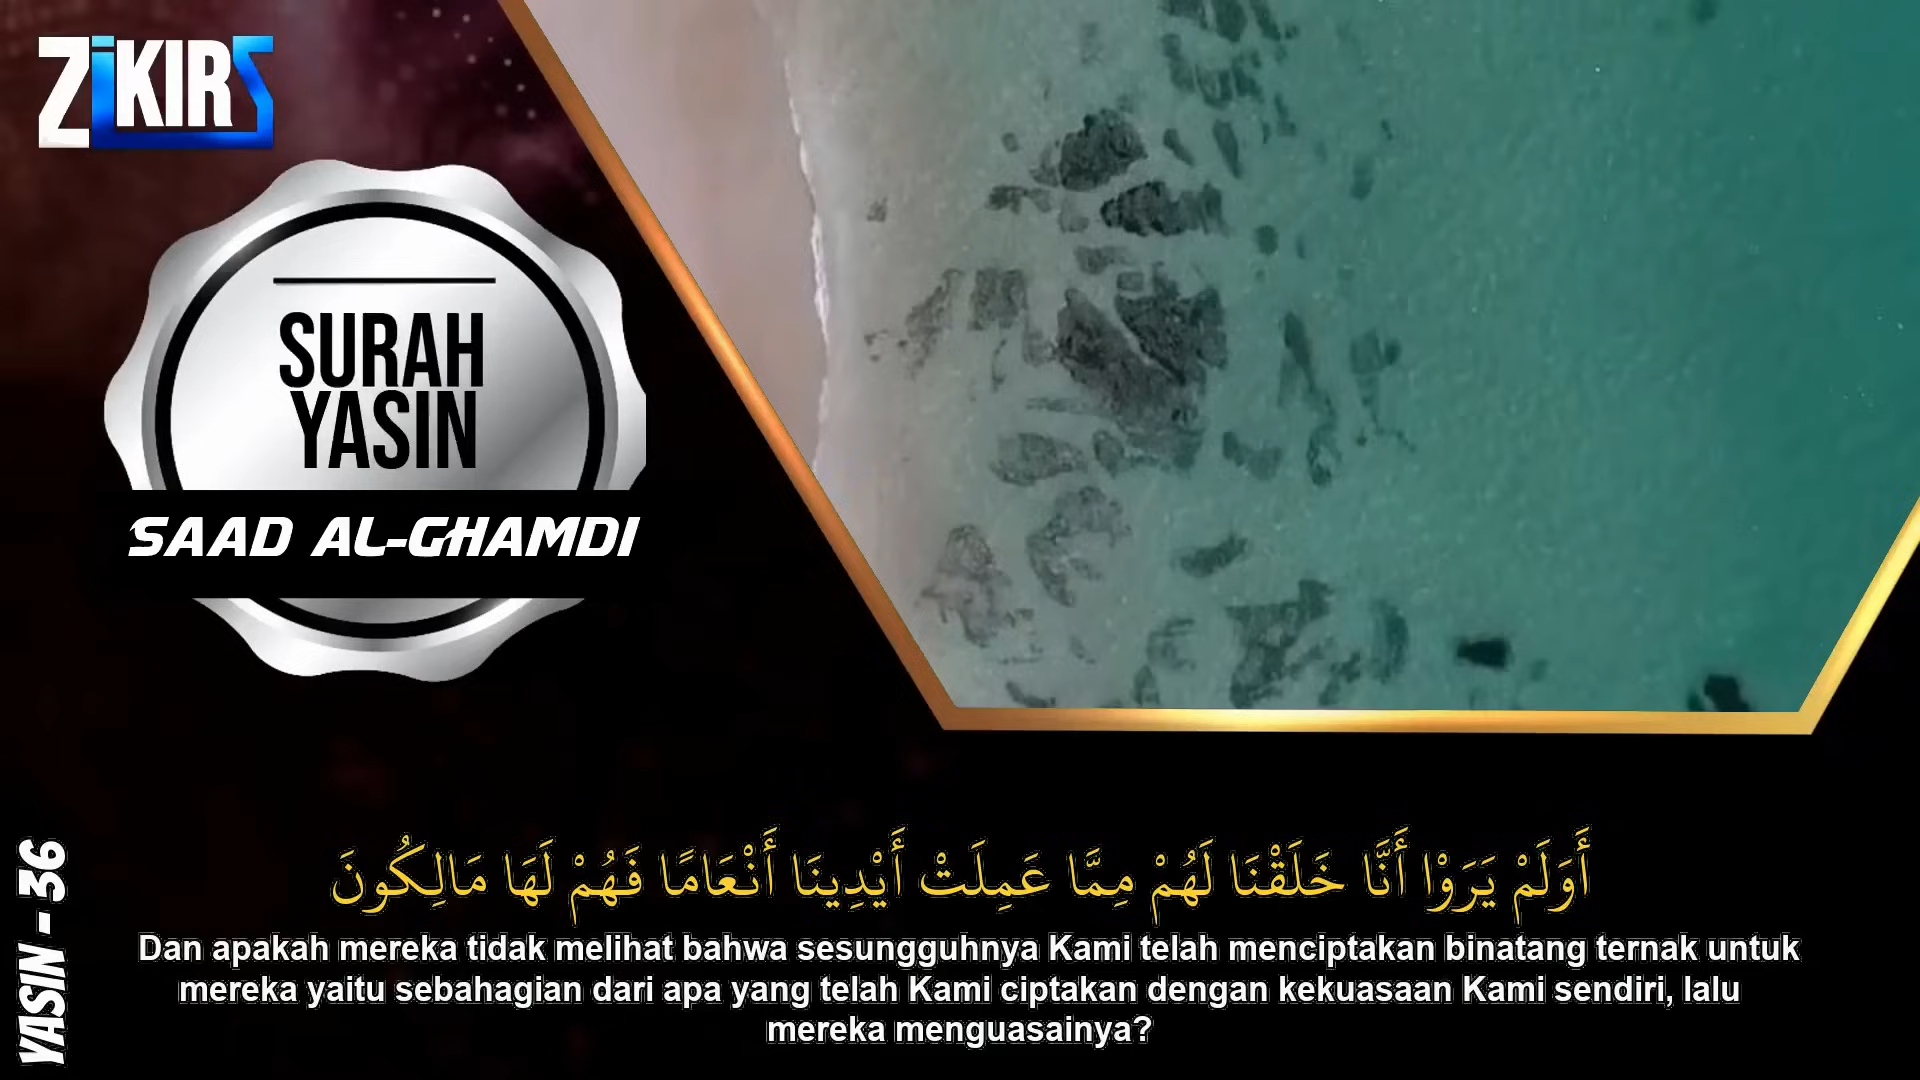 ZiKIRS
SURAH
YASIN
SAAD AL-GHAMDI
YASIN - 36
أَوَلَمْ يَرَوْا أَنَّا خَلَقْنَا لَهُمْ مِمَّا عَمِلَتْ أَيْدِينَا أَنْعَامًا فَهُمْ لَهَا مَالِكُونَ
Dan apakah mereka tidak melihat bahwa sesungguhnya Kami telah menciptakan binatang ternak untuk
mereka yaitu sebahagian dari apa yang telah Kami ciptakan dengan kekuasaan Kami sendiri, lalu
mereka menguasainya?